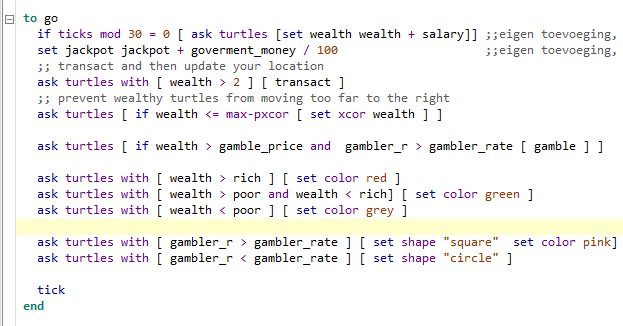 to go
if ticks mod 30 = 0 [ ask turtles [set wealth wealth + salary]] ;;eigen toevoeging,
set jackpot jackpot + goverment_money / 100 ;;eigen toevoeging,
;; transact and then update your location
ask turtles with [ wealth > 2 ] [ transact ]
;; prevent wealthy turtles from moving too far to the right
ask turtles [ if wealth <= max-pxcor [ set xcor wealth ] ]
ask turtles [ if wealth > gamble_price and  gambler_r > gambler_rate [ gamble ] ]
ask turtles with [ wealth > rich ] [ set color red ]
ask turtles with [ wealth > poor and wealth < rich] [ set color green ]
ask turtles with [ wealth < poor ] [ set color grey ]
ask turtles with [ gambler_r > gambler_rate ] [ set shape "square"  set color pink]
ask turtles with [ gambler_r < gambler_rate ] [ set shape "circle" ]
tick
end